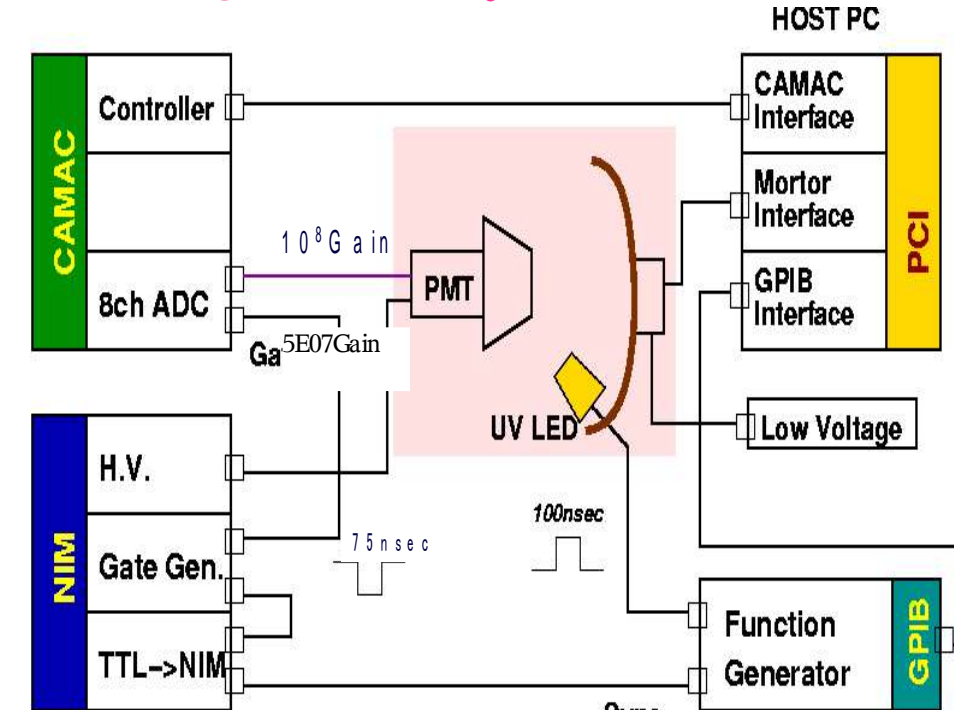 HOST PC
CAMAC
Controller
8ch ADC
10⁸Gain
PMT
Ga
5E07Gain
UV LED
CAMAC
Interface
Mortor
Interface
GPIB
Interface
PCI
Low Voltage
NIM
H.V.
Gate Gen.
TTL->NIM
75nsec
100nsec
Function
Generator
GPIB